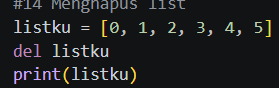 #14 Menghapus list
listku = [0, 1, 2, 3, 4, 5]
del listku
print(listku)